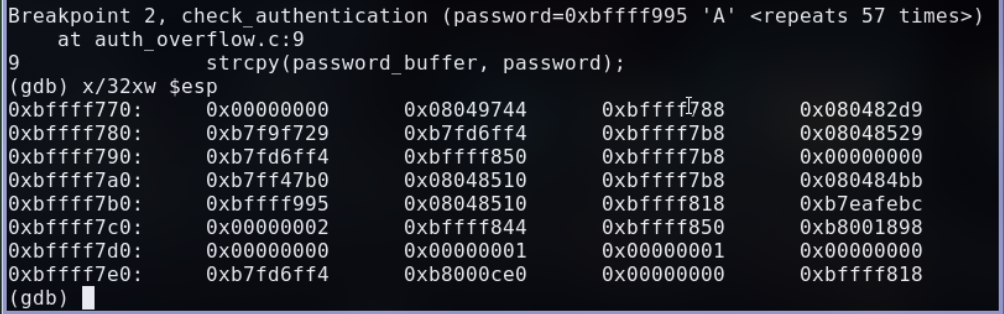 Breakpoint 2, check_authentication (password=0xbffff995 'A' <repeats 57 times>)
    at auth_overflow.c:9
9               strcpy(password_buffer, password);
(gdb) x/32xw $esp
0xbffff770:     0x00000000      0x08049744      0xbffff788      0x080482d9
0xbffff780:     0xb7f9f729      0xb7fd6ff4      0xbffff7b8      0x08048529
0xbffff790:     0xb7fd6ff4      0xbffff850      0xbffff7b8      0x00000000
0xbffff7a0:     0xb7ff47b0      0x08048510      0xbffff7b8      0x080484bb
0xbffff7b0:     0xbffff995      0x08048510      0xbffff818      0xb7eafebc
0xbffff7c0:     0x00000002      0xbffff844      0xbffff850      0xb8001898
0xbffff7d0:     0x00000000      0x00000001      0x00000001      0x00000000
0xbffff7e0:     0xb7fd6ff4      0xb8000ce0      0x00000000      0xbffff818
(gdb)